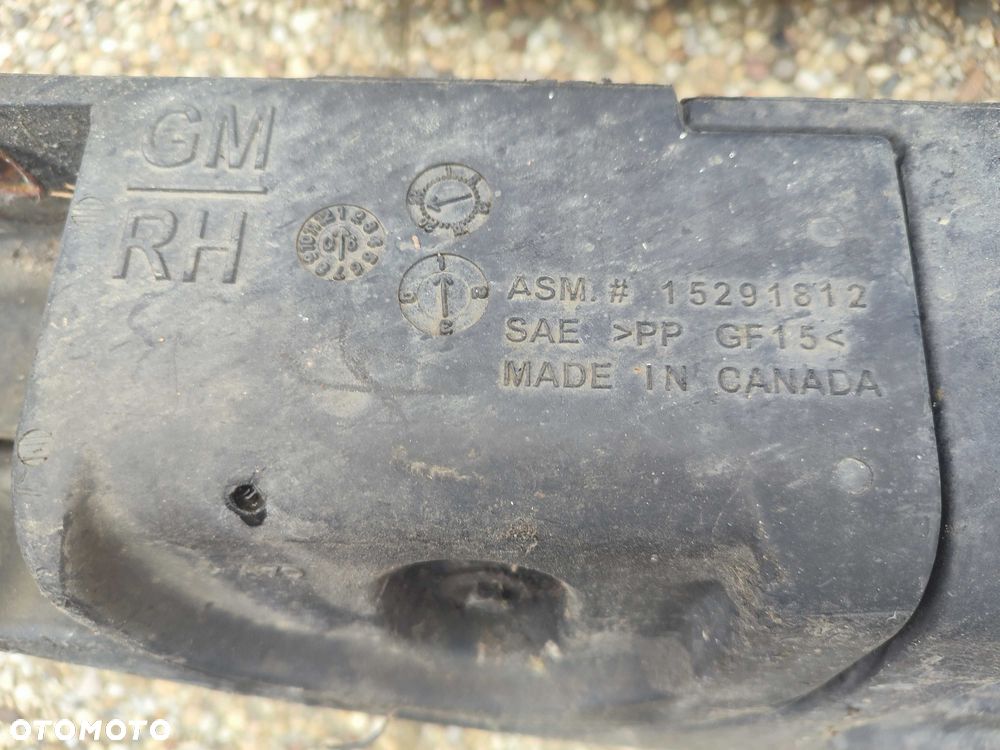 GM
RH
ASM.# 15291812
SAE >PP GF15<
MADE IN CANADA
OTOMOTO